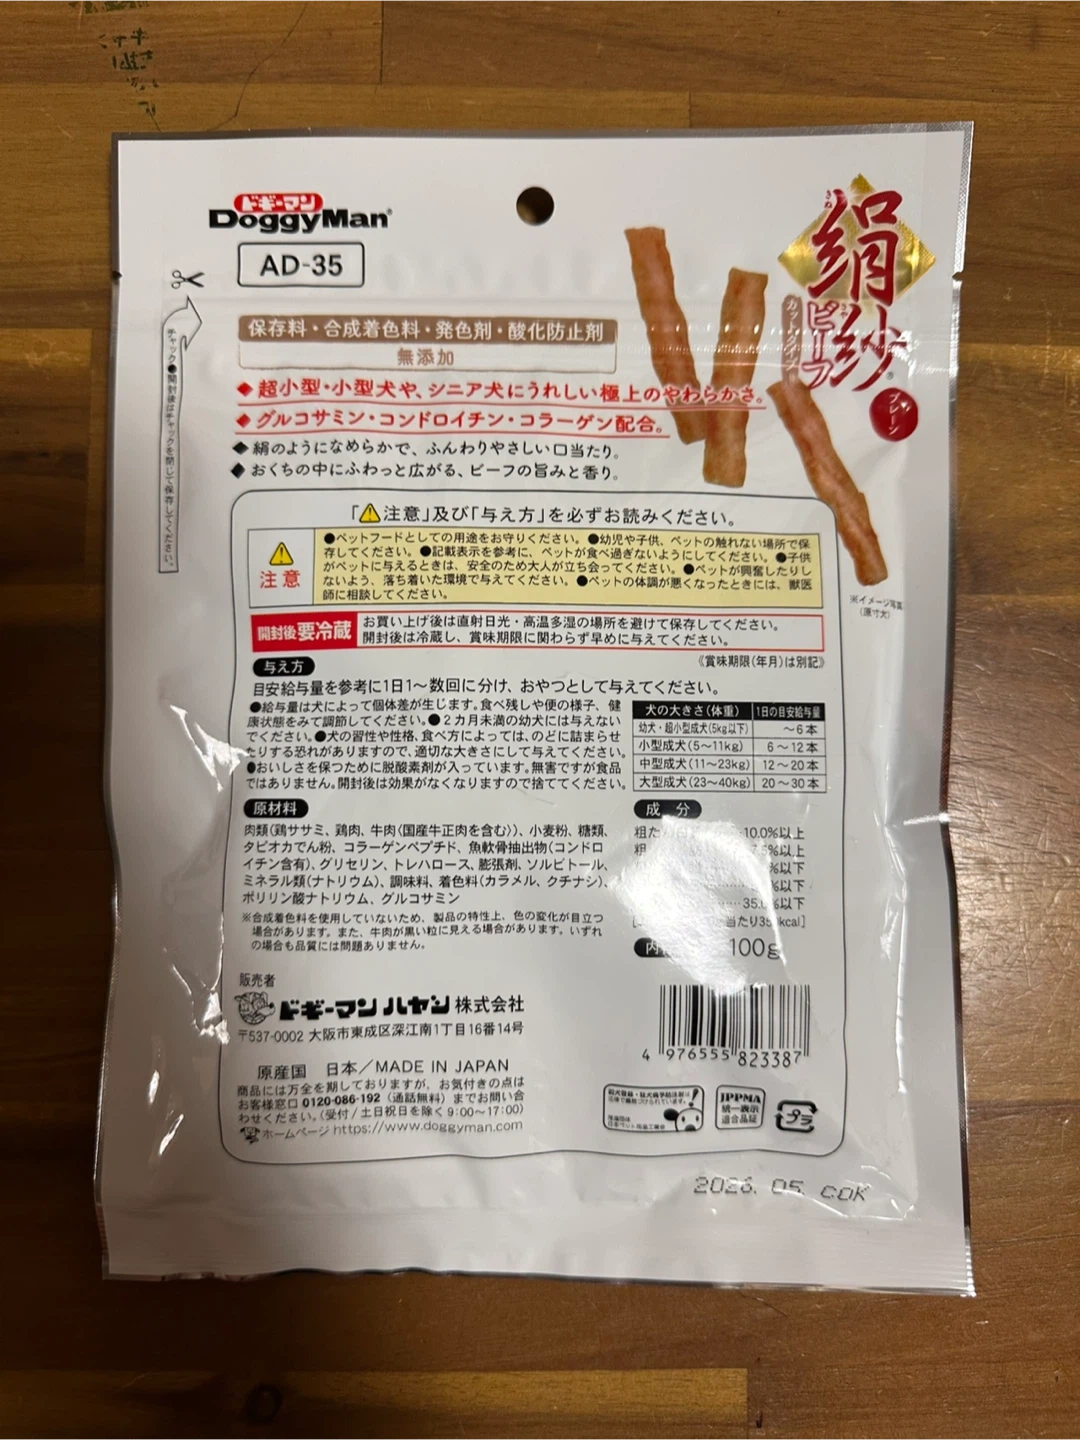 ドギーマン
DoggyMan
AD-35
絹紗
きぬ
さや
ビーフ
カットタイプ
プレーン
チャック●開封後はチャックを閉じて保存してください。
保存料・合成着色料・発色剤・酸化防止剤
無添加
◆超小型・小型犬や、シニア犬にうれしい極上のやわらかさ。
◆グルコサミン・コンドロイチン・コラーゲン配合。
◆絹のようになめらかで、ふんわりやさしい口当たり。
◆おくちの中にふわっと広がる、ビーフの旨みと香り。
※イメージ写真
(原寸大)
「⚠注意」及び「与え方」を必ずお読みください。
注意
●ペットフードとしての用途をお守りください。●幼児や子供、ペットの触れない場所で保
存してください。●記載表示を参考に、ペットが食べ過ぎないようにしてください。●子供
がペットに与えるときは、安全のため大人が立ち会ってください。●ペットが興奮したりし
ないよう、落ち着いた環境で与えてください。●ペットの体調が悪くなったときには、獣医
師に相談してください。
開封後要冷蔵
お買い上げ後は直射日光・高温多湿の場所を避けて保存してください。
開封後は冷蔵し、賞味期限に関わらず早めに与えてください。
与え方
《賞味期限(年月)は別記》
目安給与量を参考に1日1〜数回に分け、おやつとして与えてください。
●給与量は犬によって個体差が生じます。食べ残しや便の様子、健
康状態をみて調節してください。●2カ月未満の幼犬には与えない
でください。●犬の習性や性格、食べ方によっては、のどに詰まらせ
たりする恐れがありますので、適切な大きさにして与えてください。
●おいしさを保つために脱酸素剤が入っています。無害ですが食品
ではありません。開封後は効果がなくなりますので捨ててください。
犬の大きさ(体重) 1日の目安給与量
幼犬・超小型成犬(5kg以下) 〜6本
小型成犬(5〜11kg) 6〜12本
中型成犬(11〜23kg) 12〜20本
大型成犬(23〜40kg) 20〜30本
原材料
肉類(鶏ササミ、鶏肉、牛肉(国産牛正肉を含む))、小麦粉、糖類、
タピオカでん粉、コラーゲンペプチド、魚軟骨抽出物(コンドロ
イチン含有)、グリセリン、トレハロース、膨張剤、ソルビトール、
ミネラル類(ナトリウム)、調味料、着色料(カラメル、クチナシ)、
ポリリン酸ナトリウム、グルコサミン
※合成着色料を使用していないため、製品の特性上、色の変化が目立つ
場合があります。また、牛肉が黒い粒に見える場合があります。いずれ
の場合も品質には問題ありません。
成 分
粗た 10.0%以上
粗 %以上
%以下
%以下
35. %以下
当たり35 kcal]
内 100g
販売者
ドギーマン ハヤシ 株式会社
〒537-0002 大阪市東成区深江南1丁目16番14号
原産国 日本/MADE IN JAPAN
商品には万全を期しておりますが、お気付きの点は
お客様窓口 0120-086-192(通話無料)までお問い合
わせください。(受付/土日祝日を除く9:00〜17:00)
ホームページ https://www.doggyman.com
4 976555 823387
JPPMA
統一表示
適合品証
プラ
2026. 05. COK